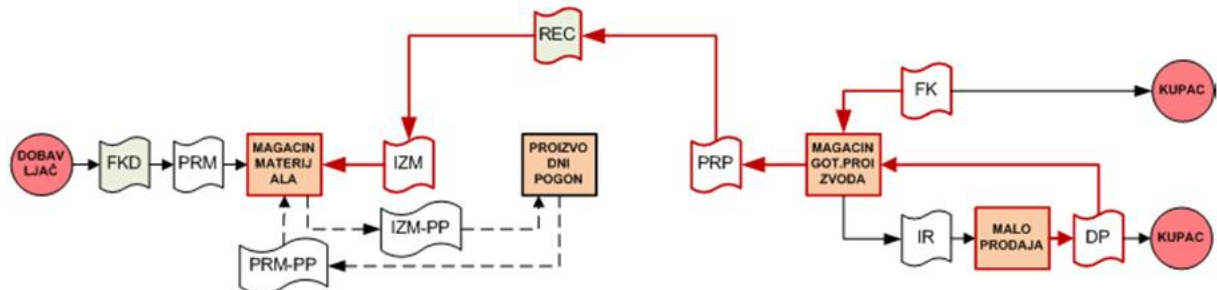 REC
FK
KUPAC
DOBAV
LJAČ
FKD
PRM
MAGACIN
MATERIJ
ALA
IZM
PROIZVO
DNI
POGON
PRP
MAGACIN
GOT.PROI
ZVODA
IZM-PP
PRM-PP
IR
MALO
PRODAJA
DP
KUPAC